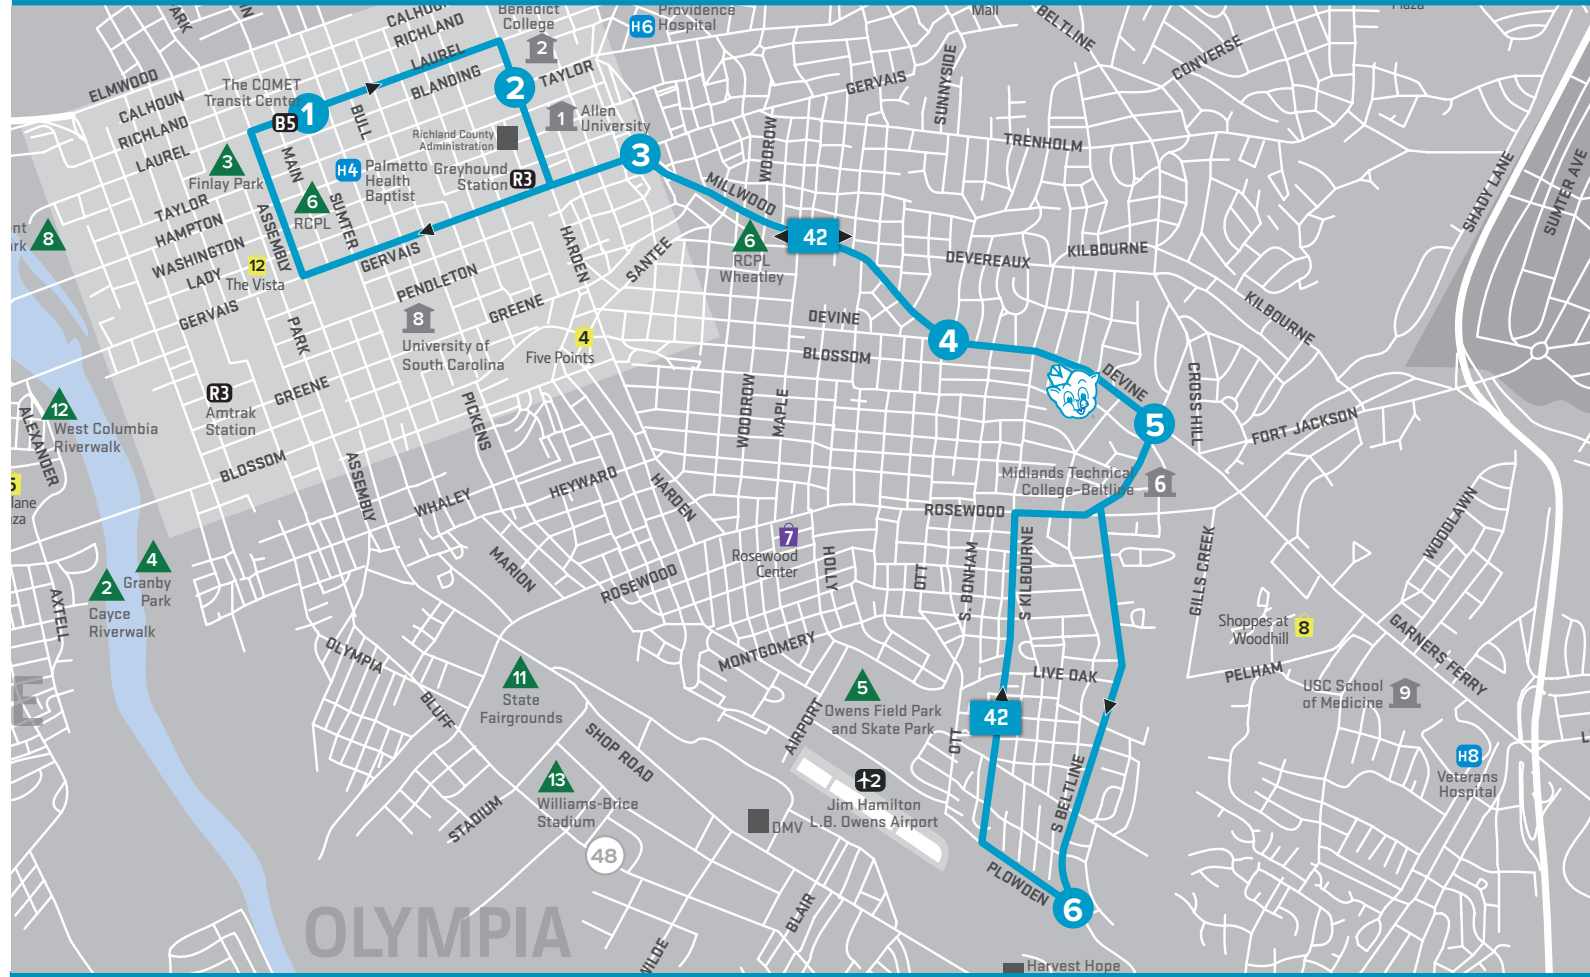 PARK
CALHOUN
RICHLAND
Benedict
College
2
Providence
Hospital
H6
Mall
BELTLINE
Plaza
CONVERSE
ELMWOOD
CALHOUN
RICHLAND
LAUREL
The COMET
Transit Center
B5
1
LAUREL
BLANDING
BULL
2
TAYLOR
1
Allen
University
GERVAIS
SUNNYSIDE
TRENHOLM
WOODROW
Richland County
Administration
3
Finlay Park
MAIN
H4
Palmetto
Health
Baptist
Greyhound
Station
R3
3
MILLWOOD
SHADY LANE
SUMTER AVE
TAYLOR
HAMPTON
WASHINGTON
LADY
GERVAIS
8
6
RCPL
SUMTER
ASSEMBLY
12
The Vista
GERVAIS
HARDEN
SANTEE
6
RCPL
Wheatley
42
DEVEREAUX
KILBOURNE
KILBOURNE
PENDLETON
GREENE
8
University of
South Carolina
4
Five Points
PARK
DEVINE
BLOSSOM
4
DEVINE
5
CROSS HILL
FORT JACKSON
R3
Amtrak
Station
GREENE
PICKENS
WOODROW
MAPLE
12
West Columbia
Riverwalk
ALEXANDER
BLOSSOM
ASSEMBLY
WHALEY
HEYWARD
HARDEN
Midlands Technical
College-Beltline
6
5
lane
za
ROSEWOOD
WOODLAWN
7
Rosewood
Center
HOLLY
OTT
S. BONHAM
S KILBOURNE
GILLS CREEK
4
Granby
Park
2
Cayce
Riverwalk
AXTELL
MARION
ROSEWOOD
Shoppes at
Woodhill
8
GARNERS FERRY
OLYMPIA
MONTGOMERY
LIVE OAK
PELHAM
11
State
Fairgrounds
5
Owens Field Park
and Skate Park
USC School
of Medicine
9
BLUFF
SHOP ROAD
AIRPORT
OTT
42
H8
Veterans
Hospital
13
Williams-Brice
Stadium
STADIUM
2
Jim Hamilton
L.B. Owens Airport
DMV
S BELTLINE
48
PLOWDEN
6
BLAIR
OLYMPIA
WILDE
Harvest Hope